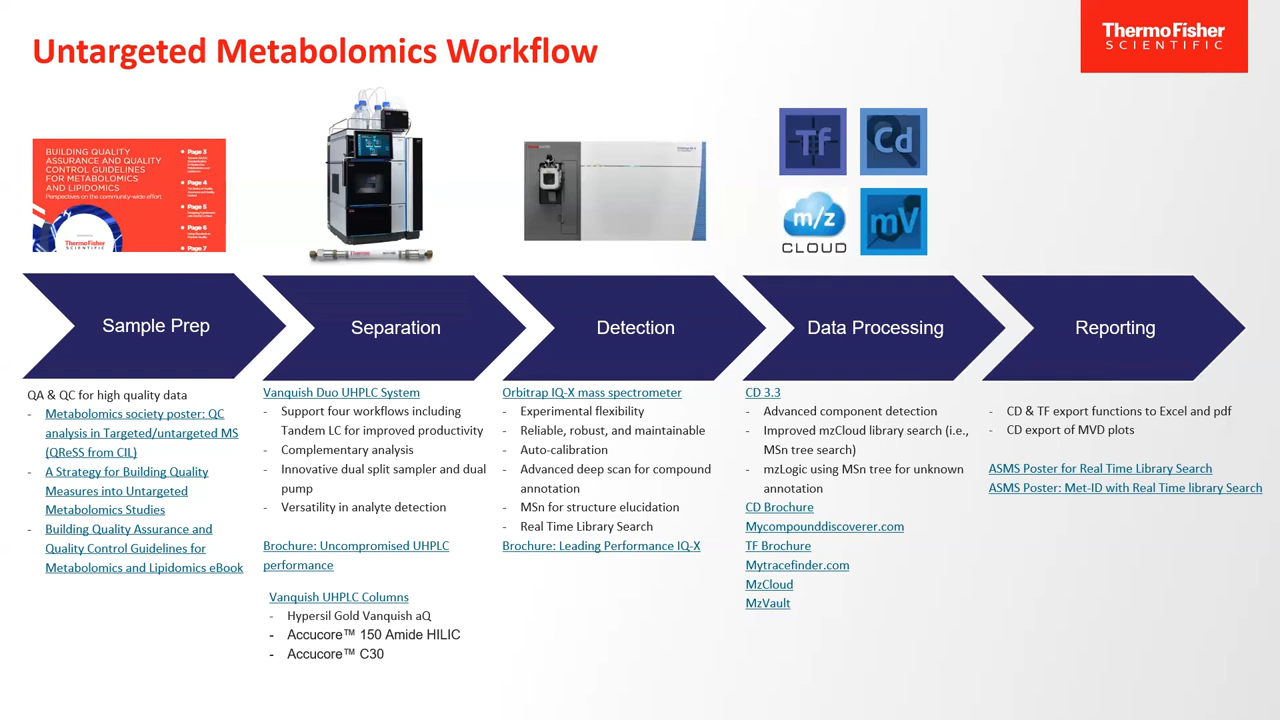 Untargeted Metabolomics Workflow
ThermoFisher
SCIENTIFIC
BUILDING QUALITY
ASSURANCE AND QUALITY
CONTROL GUIDELINES
FOR METABOLOMICS
AND LIPIDOMICS
Perspectives on the community-wide effort
Page 3
Page 4
Page 5
Page 6
Page 7
ThermoFisher
SCIENTIFIC
Tf
Cd
m/z
CLOUD
mV
Sample Prep
Separation
Detection
Data Processing
Reporting
QA & QC for high quality data
- Metabolomics society poster: QC
analysis in Targeted/untargeted MS
(QReSS from CIL)
- A Strategy for Building Quality
Measures into Untargeted
Metabolomics Studies
- Building Quality Assurance and
Quality Control Guidelines for
Metabolomics and Lipidomics eBook
Vanquish Duo UHPLC System
- Support four workflows including
Tandem LC for improved productivity
- Complementary analysis
- Innovative dual split sampler and dual
pump
- Versatility in analyte detection
Brochure: Uncompromised UHPLC
performance
Vanquish UHPLC Columns
- Hypersil Gold Vanquish aQ
- Accucore™ 150 Amide HILIC
- Accucore™ C30
Orbitrap IQ-X mass spectrometer
- Experimental flexibility
- Reliable, robust, and maintainable
- Auto-calibration
- Advanced deep scan for compound
annotation
- MSn for structure elucidation
- Real Time Library Search
Brochure: Leading Performance IQ-X
CD 3.3
- Advanced component detection
- Improved mzCloud library search (i.e.,
MSn tree search)
- mzLogic using MSn tree for unknown
annotation
CD Brochure
Mycompounddiscoverer.com
TF Brochure
Mytracefinder.com
MzCloud
MzVault
- CD & TF export functions to Excel and pdf
- CD export of MVD plots
ASMS Poster for Real Time Library Search
ASMS Poster: Met-ID with Real Time library Search